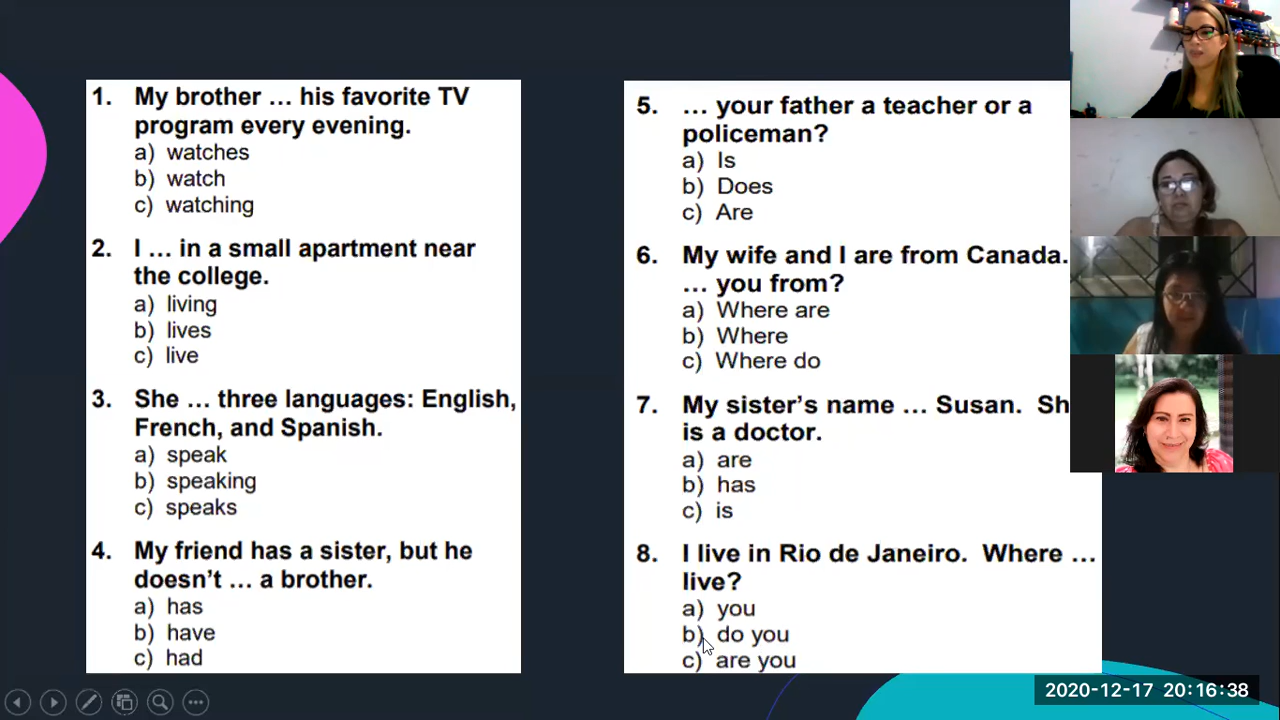 1. My brother … his favorite TV
program every evening.
a) watches
b) watch
c) watching
2. I … in a small apartment near
the college.
a) living
b) lives
c) live
3. She … three languages: English,
French, and Spanish.
a) speak
b) speaking
c) speaks
4. My friend has a sister, but he
doesn’t … a brother.
a) has
b) have
c) had
5. … your father a teacher or a
policeman?
a) Is
b) Does
c) Are
6. My wife and I are from Canada.
… you from?
a) Where are
b) Where
c) Where do
7. My sister’s name … Susan. Sh
is a doctor.
a) are
b) has
c) is
8. I live in Rio de Janeiro. Where …
live?
a) you
b) do you
c) are you
2020-12-17 20:16:38